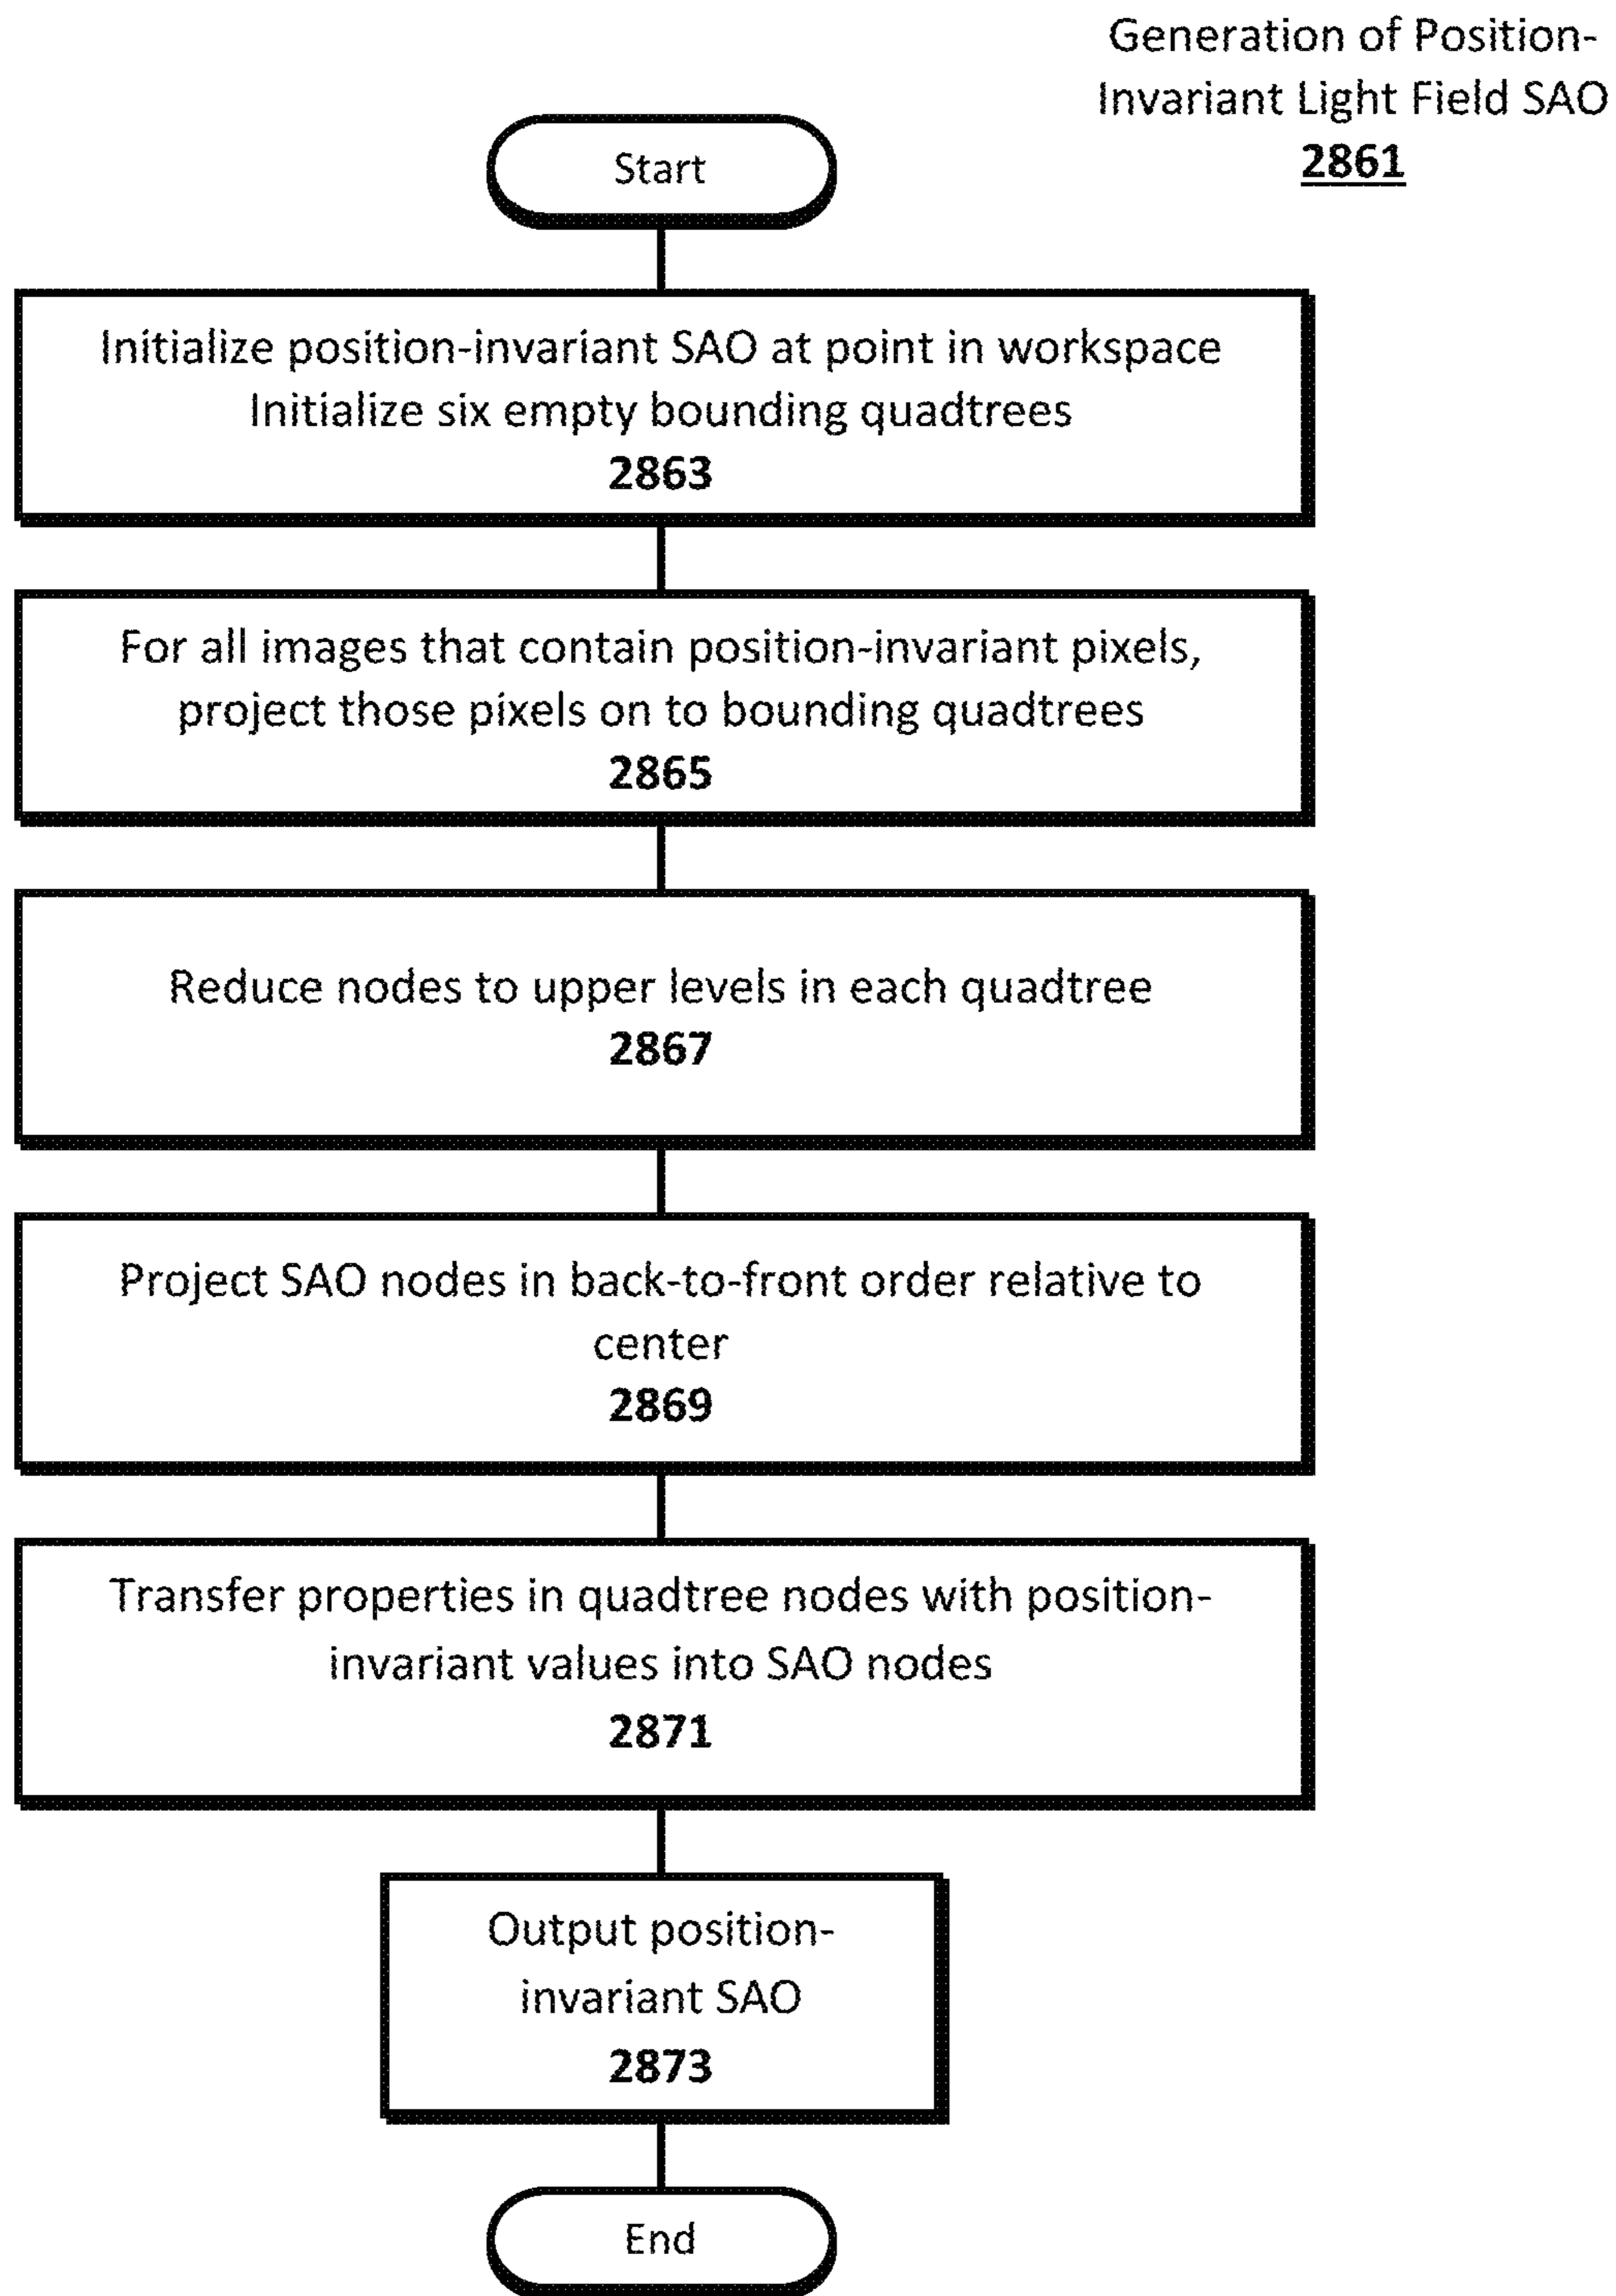 Generation of Position-
Invariant Light Field SAO
2861
Start
Initialize position-invariant SAO at point in workspace
Initialize six empty bounding quadtrees
2863
For all images that contain position-invariant pixels,
project those pixels on to bounding quadtrees
2865
Reduce nodes to upper levels in each quadtree
2867
Project SAO nodes in back-to-front order relative to
center
2869
Transfer properties in quadtree nodes with position-
invariant values into SAO nodes
2871
Output position-
invariant SAO
2873
End